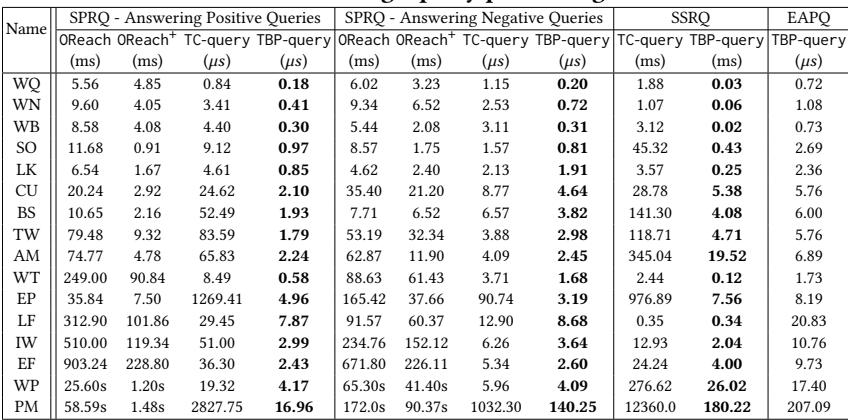 Name SPRQ - Answering Positive Queries SPRQ - Answering Negative Queries SSRQ EAPQ
OReach OReach⁺ TC-query TBP-query OReach OReach⁺ TC-query TBP-query TC-query TBP-query TBP-query
(ms) (ms) (μs) (μs) (ms) (ms) (μs) (μs) (μs) (μs) (μs)
WQ 5.56 4.85 0.84 0.18 6.02 3.23 1.15 0.20 1.88 0.03 0.72
WN 9.60 4.05 3.41 0.41 9.34 6.52 2.53 0.72 1.07 0.06 1.08
WB 8.58 4.08 4.40 0.30 5.44 2.08 3.11 0.31 3.12 0.02 0.73
SO 11.68 0.91 9.12 0.97 8.57 1.75 1.57 0.81 45.32 0.43 2.69
LK 6.54 1.67 4.61 0.85 4.62 2.40 2.13 1.91 3.57 0.25 2.36
CU 20.24 2.92 24.62 2.10 35.40 21.20 8.77 4.64 28.78 5.38 5.76
BS 10.65 2.16 52.49 1.93 7.71 6.52 6.57 3.82 141.30 4.08 6.00
TW 79.48 9.32 83.59 1.79 53.19 32.34 3.88 2.98 118.71 4.71 5.76
AM 74.77 4.78 65.83 2.24 62.87 11.90 4.09 2.45 345.04 19.52 6.89
WT 249.00 90.84 8.49 0.58 88.63 61.43 3.71 1.68 2.44 0.12 1.73
EP 35.84 7.50 1269.41 4.96 165.42 37.66 90.74 3.19 976.89 7.56 8.19
LF 312.90 101.86 29.45 7.87 91.57 60.37 12.90 8.68 0.35 0.34 20.83
IW 510.00 119.34 51.00 2.99 234.76 152.12 6.26 3.64 12.93 2.04 10.76
EF 903.24 228.80 36.30 2.43 671.80 226.11 5.34 2.60 24.24 4.00 9.73
WP 25.60s 1.20s 19.32 4.17 65.30s 41.40s 5.96 4.09 276.62 26.02 17.40
PM 58.59s 1.48s 2827.75 16.96 172.0s 90.37s 1032.30 140.25 12360.0 180.22 207.09